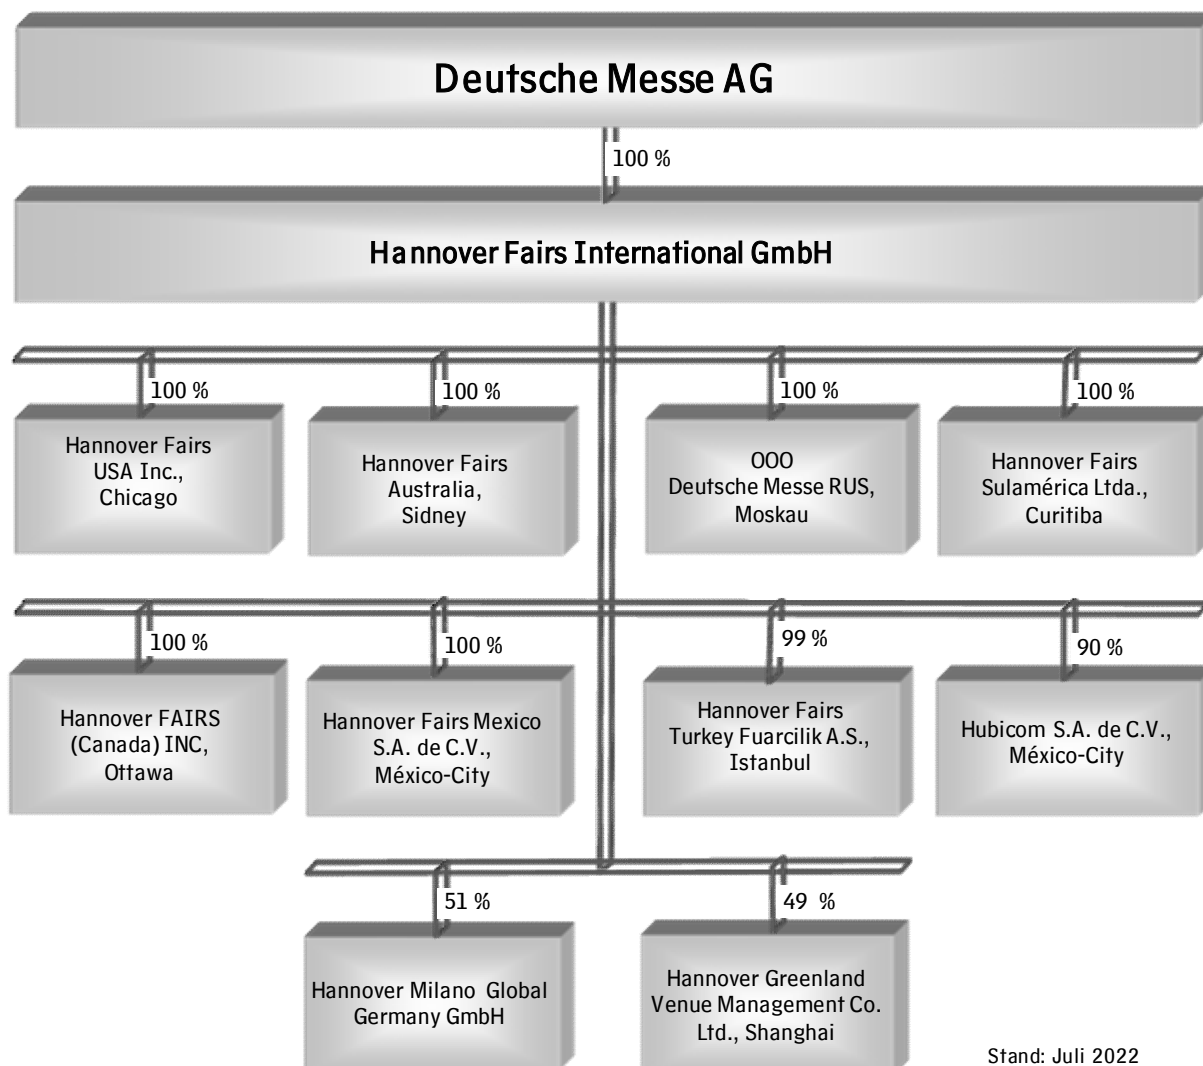 Deutsche Messe AG
100 %
Hannover Fairs International GmbH
100 %
100 %
100 %
100 %
Hannover Fairs
USA Inc.,
Chicago
Hannover Fairs
Australia,
Sidney
OOO
Deutsche Messe RUS,
Moskau
Hannover Fairs
Sulamérica Ltda.,
Curitiba
100 %
100 %
99 %
90 %
Hannover FAIRS
(Canada) INC,
Ottawa
Hannover Fairs Mexico
S.A. de C.V.,
México-City
Hannover Fairs
Turkey Fuarcilik A.S.,
Istanbul
Hubicom S.A. de C.V.,
México-City
51 %
49 %
Hannover Milano Global
Germany GmbH
Hannover Greenland
Venue Management Co.
Ltd., Shanghai
Stand: Juli 2022